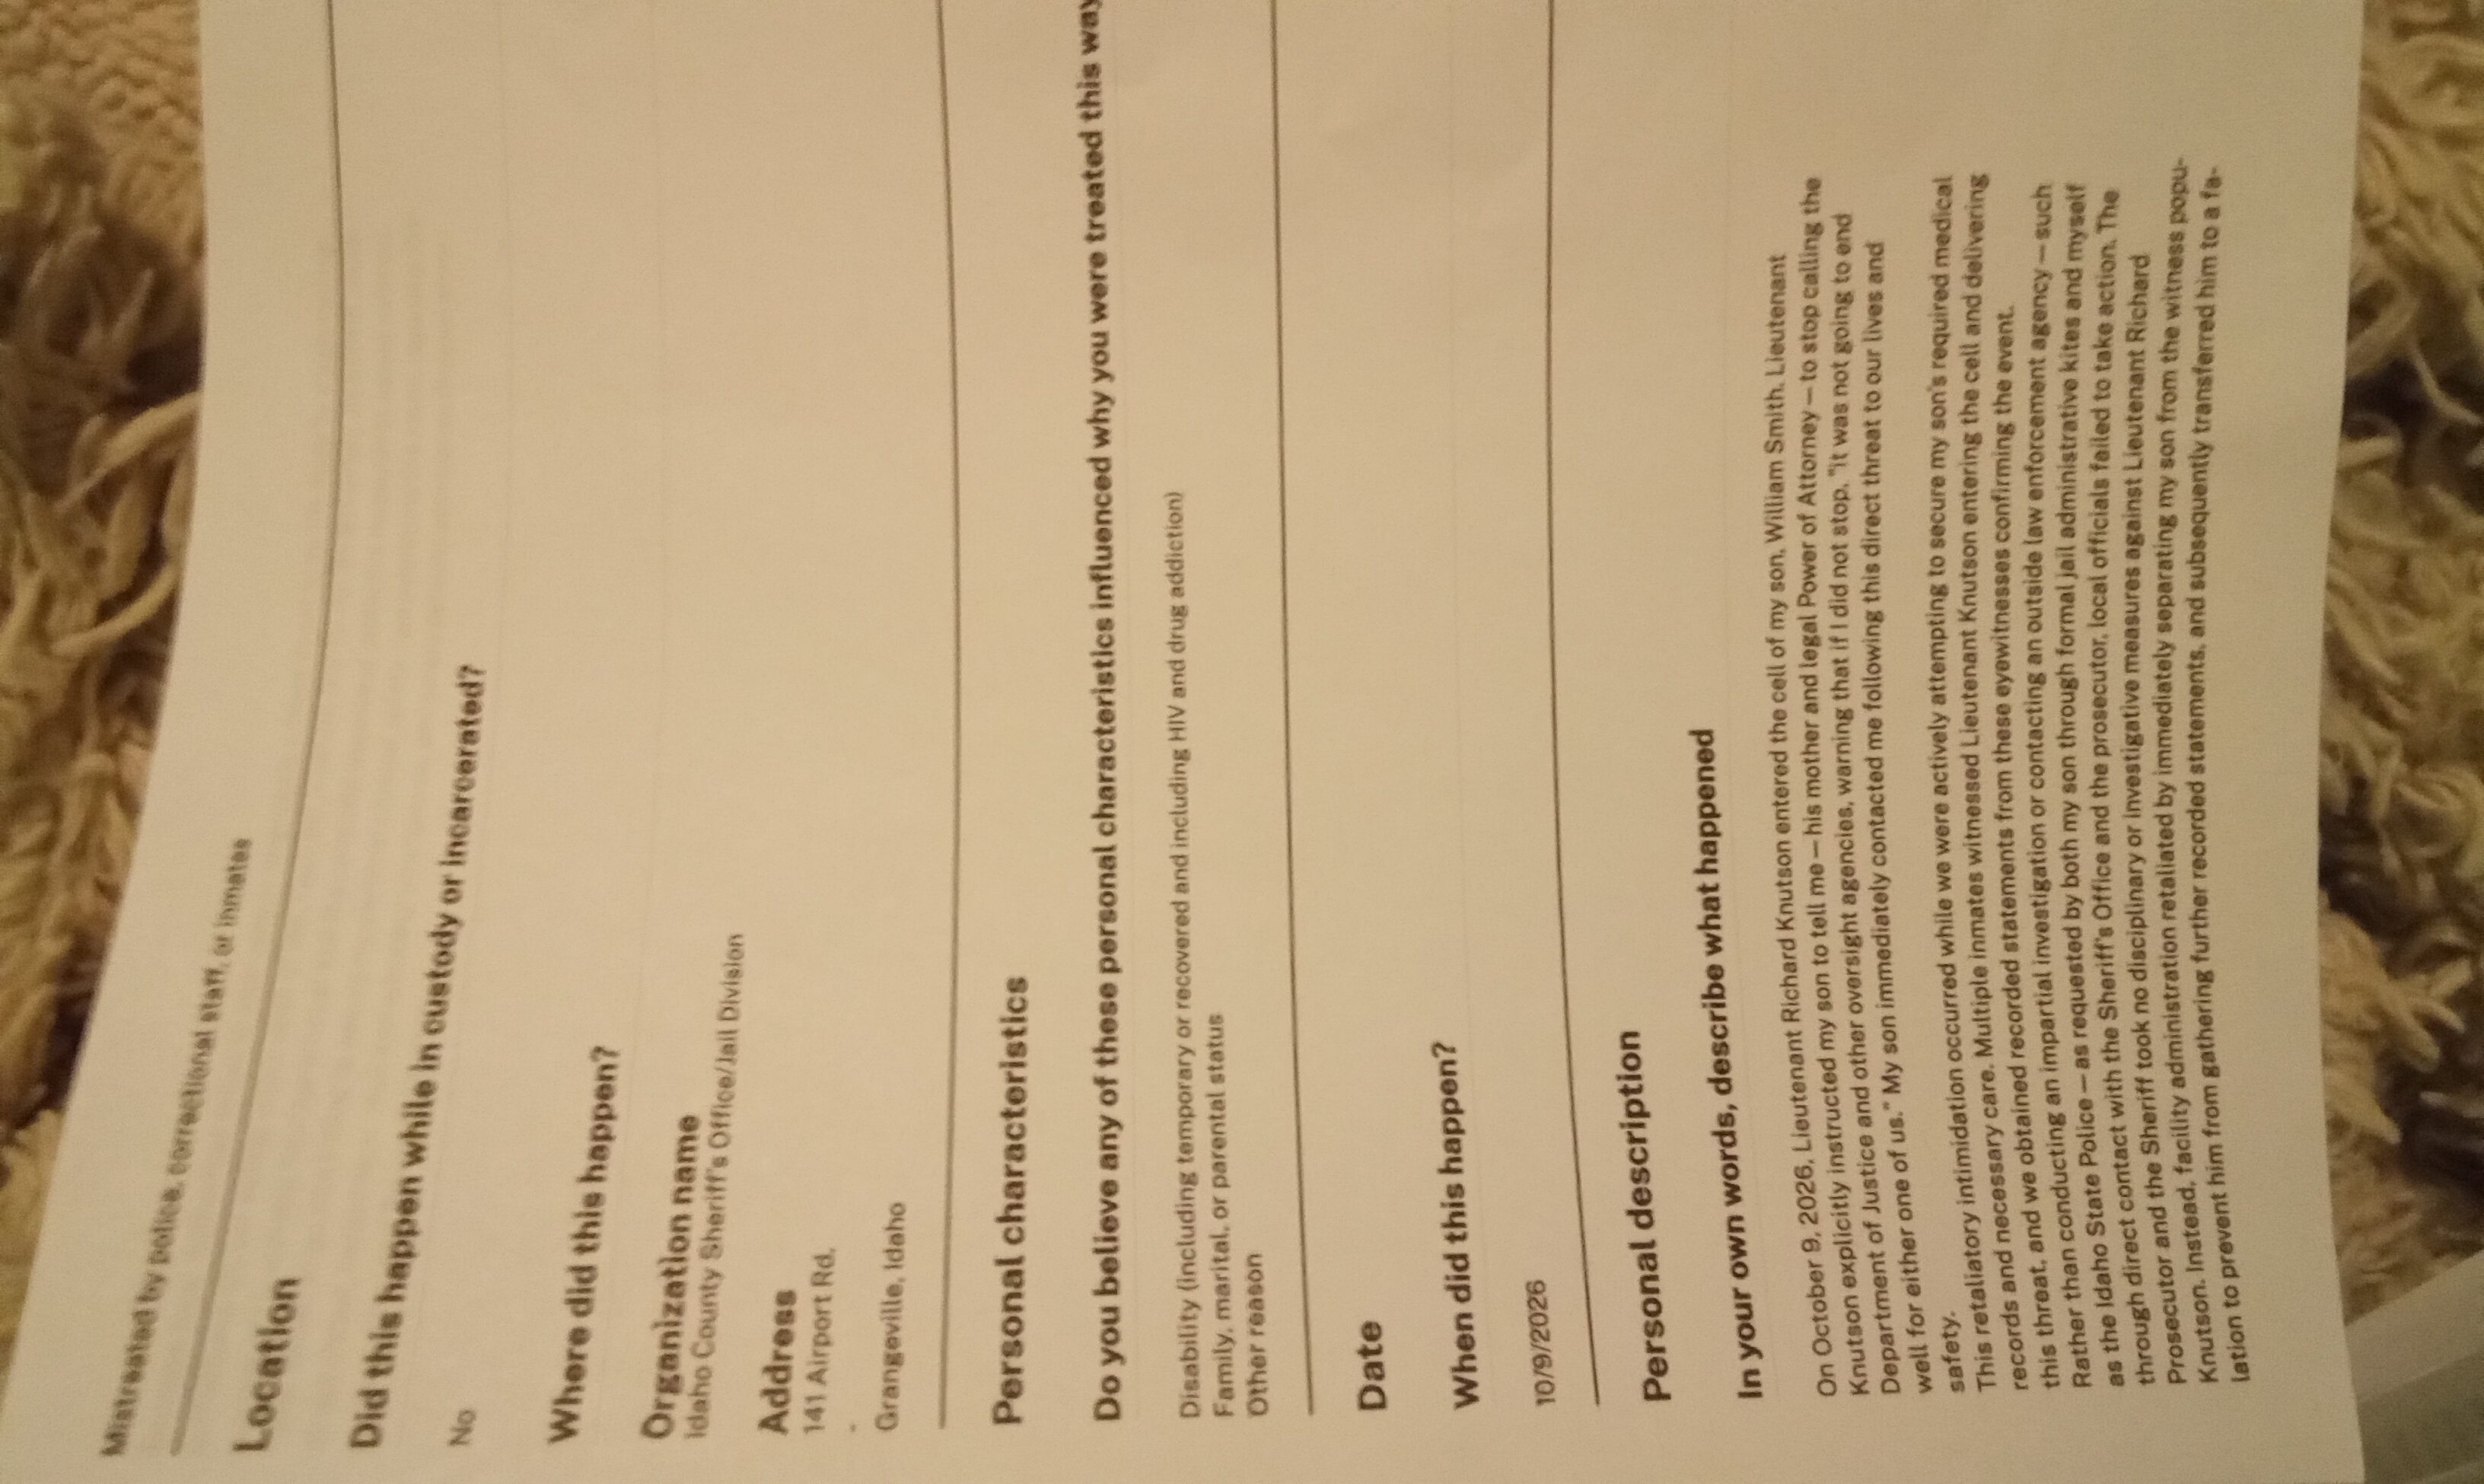 Mistreated by police, correctional staff, or inmates
Location
Did this happen while in custody or incarcerated?
No
Where did this happen?
Organization name
Idaho County Sheriff's Office/Jail Division
Address
141 Airport Rd.
-
Grangeville, Idaho
Personal characteristics
Do you believe any of these personal characteristics influenced why you were treated this way
Disability (including temporary or recovered and including HIV and drug addiction)
Family, marital, or parental status
Other reason
Date
When did this happen?
10/9/2026
Personal description
In your own words, describe what happened
On October 9, 2026, Lieutenant Richard Knutson entered the cell of my son, William Smith. Lieutenant
Knutson explicitly instructed my son to tell me — his mother and legal Power of Attorney — to stop calling the
Department of Justice and other oversight agencies, warning that if I did not stop, "it was not going to end
well for either one of us." My son immediately contacted me following this direct threat to our lives and
safety.
This retaliatory intimidation occurred while we were actively attempting to secure my son's required medical
records and necessary care. Multiple inmates witnessed Lieutenant Knutson entering the cell and delivering
this threat, and we obtained recorded statements from these eyewitnesses confirming the event.
Rather than conducting an impartial investigation or contacting an outside law enforcement agency — such
as the Idaho State Police — as requested by both my son through formal jail administrative kites and myself
through direct contact with the Sheriff's Office and the prosecutor, local officials failed to take action. The
Prosecutor and the Sheriff took no disciplinary or investigative measures against Lieutenant Richard
Knutson. Instead, facility administration retaliated by immediately separating my son from the witness popu-
lation to prevent him from gathering further recorded statements, and subsequently transferred him to a fa-